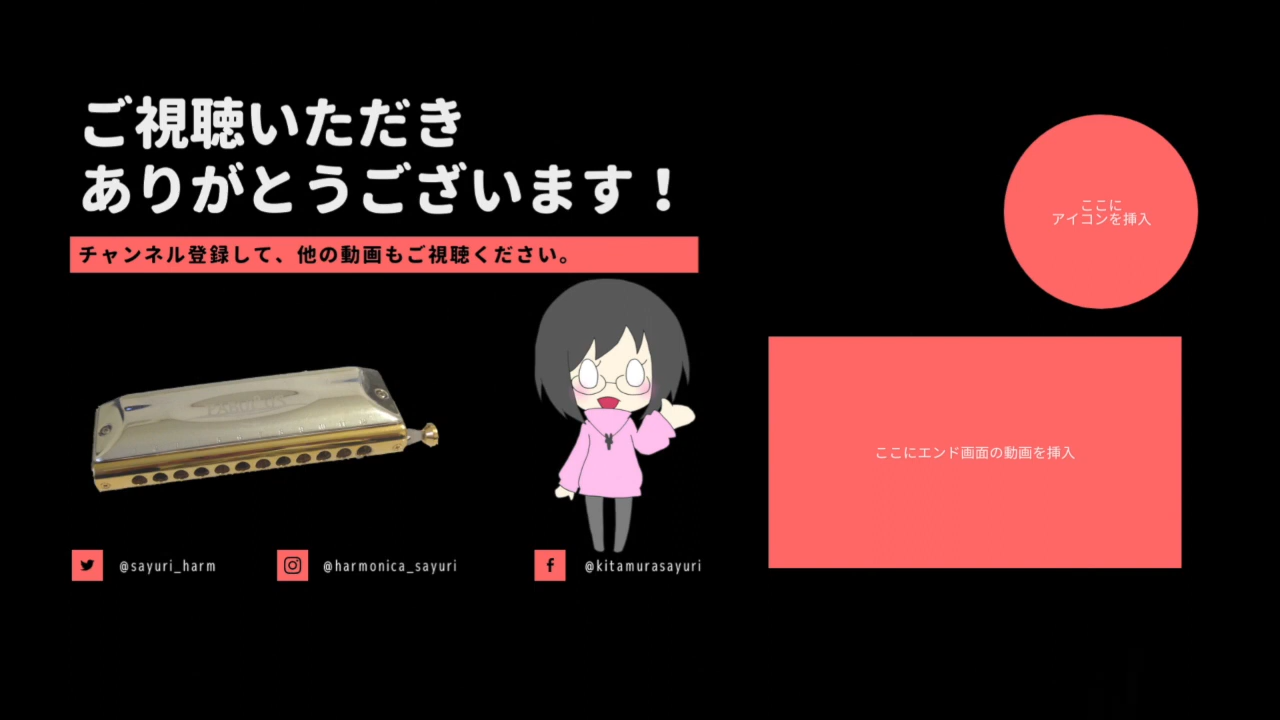 ご視聴いただき
ありがとうございます！
チャンネル登録して、他の動画もご視聴ください。
ここに
アイコンを挿入
ここにエンド画面の動画を挿入
@sayuri_harm
@harmonica_sayuri
@kitamurasayuri